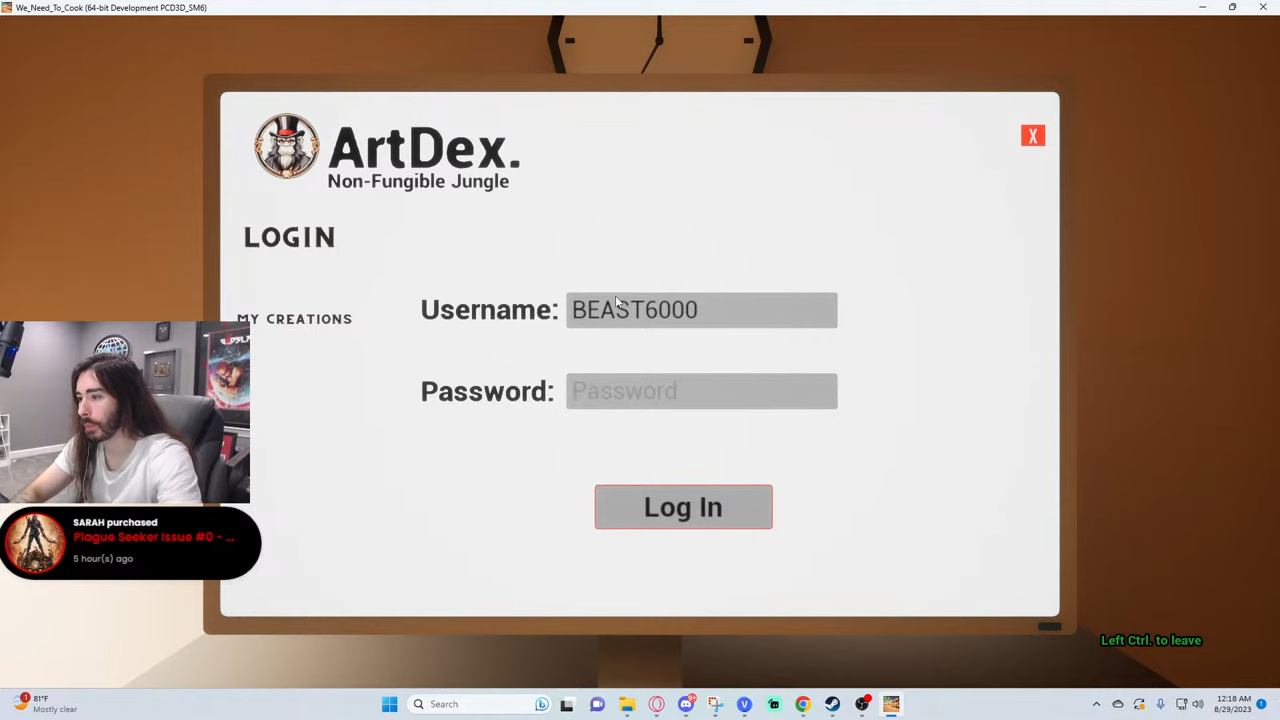 We_Need_To_Cook (64-bit Development PCD3D_SM6)
ArtDex.
Non-Fungible Jungle
X
LOGIN
Username: BEAST6000
MY CREATIONS
Password: Password
Log In
SARAH purchased
Plague Seeker Issue #0 - ...
5 hour(s) ago
Left Ctrl. to leave
81°F
Mostly clear
Search
12:18 AM
8/29/2023